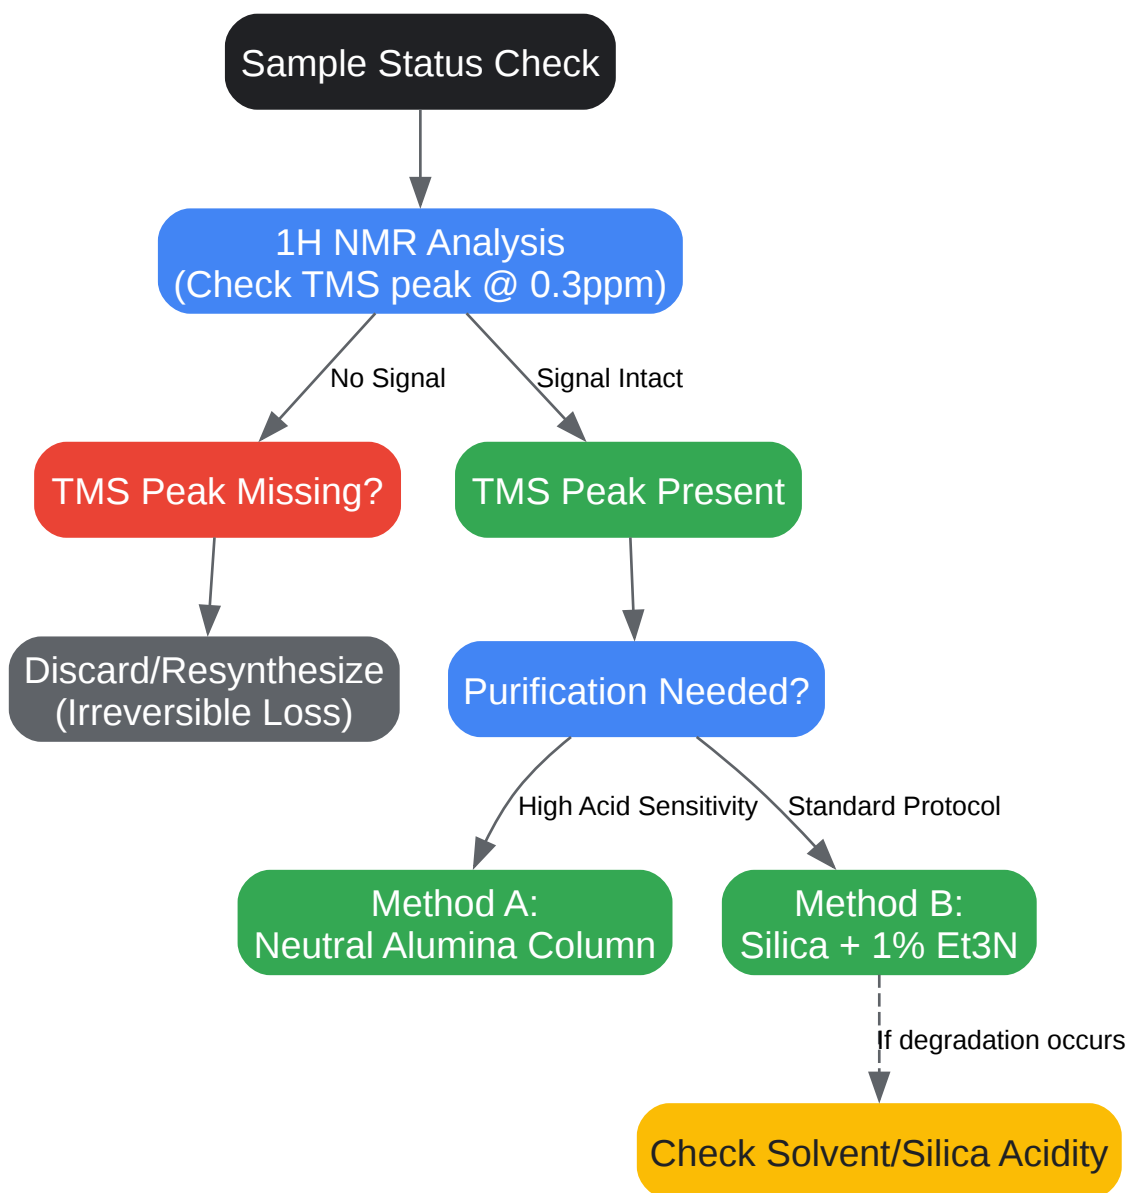 Sample Status Check
1H NMR Analysis
(Check TMS peak @ 0.3ppm)
No Signal
Signal Intact
TMS Peak Missing?
TMS Peak Present
Discard/Resynthesize
(Irreversible Loss)
Purification Needed?
High Acid Sensitivity
Standard Protocol
Method A:
Neutral Alumina Column
Method B:
Silica + 1% Et3N
If degradation occurs
Check Solvent/Silica Acidity